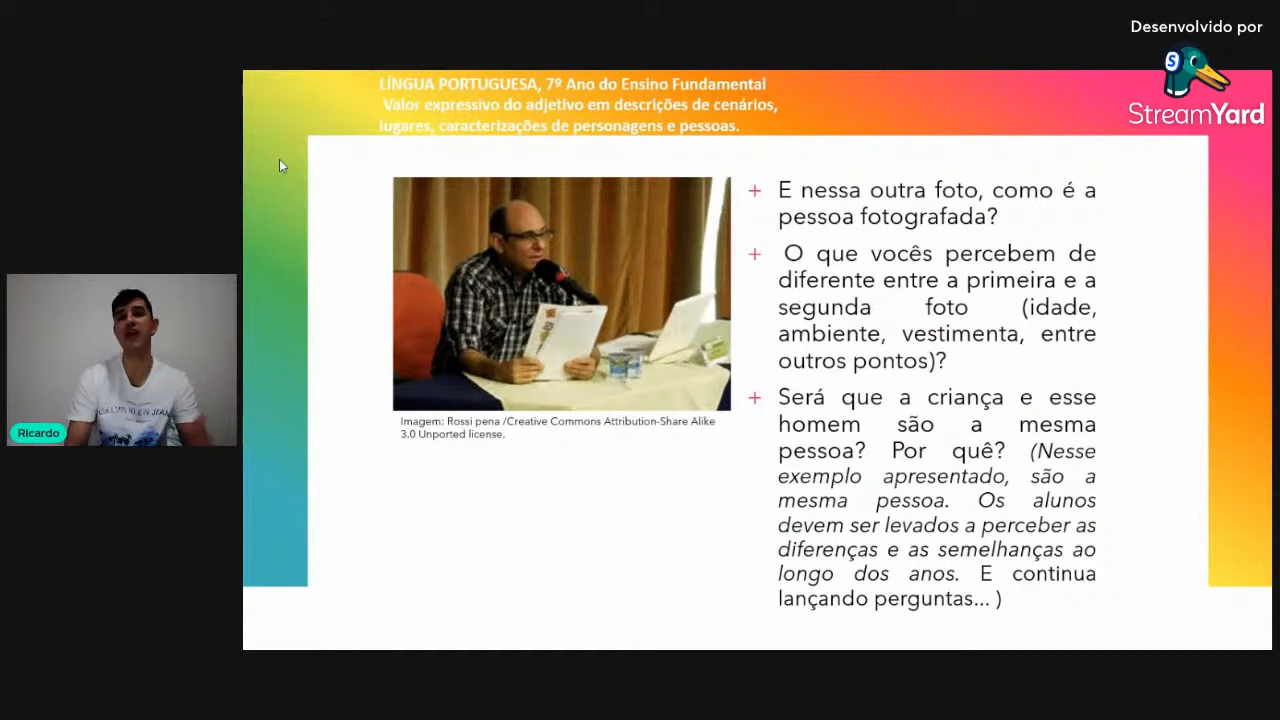 Desenvolvido por
StreamYard
LÍNGUA PORTUGUESA, 7º Ano do Ensino Fundamental
Valor expressivo do adjetivo em descrições de cenários,
lugares, caracterizações de personagens e pessoas.
+ E nessa outra foto, como é a
pessoa fotografada?
+ O que vocês percebem de
diferente entre a primeira e a
segunda foto (idade,
ambiente, vestimenta, entre
outros pontos)?
+ Será que a criança e esse
homem são a mesma
pessoa? Por quê? (Nesse
exemplo apresentado, são a
mesma pessoa. Os alunos
devem ser levados a perceber as
diferenças e as semelhanças ao
longo dos anos. E continua
lançando perguntas... )
Imagem: Rossi pena /Creative Commons Attribution-Share Alike
3.0 Unported license.
CALVIN KLEIN JEANS
Ricardo